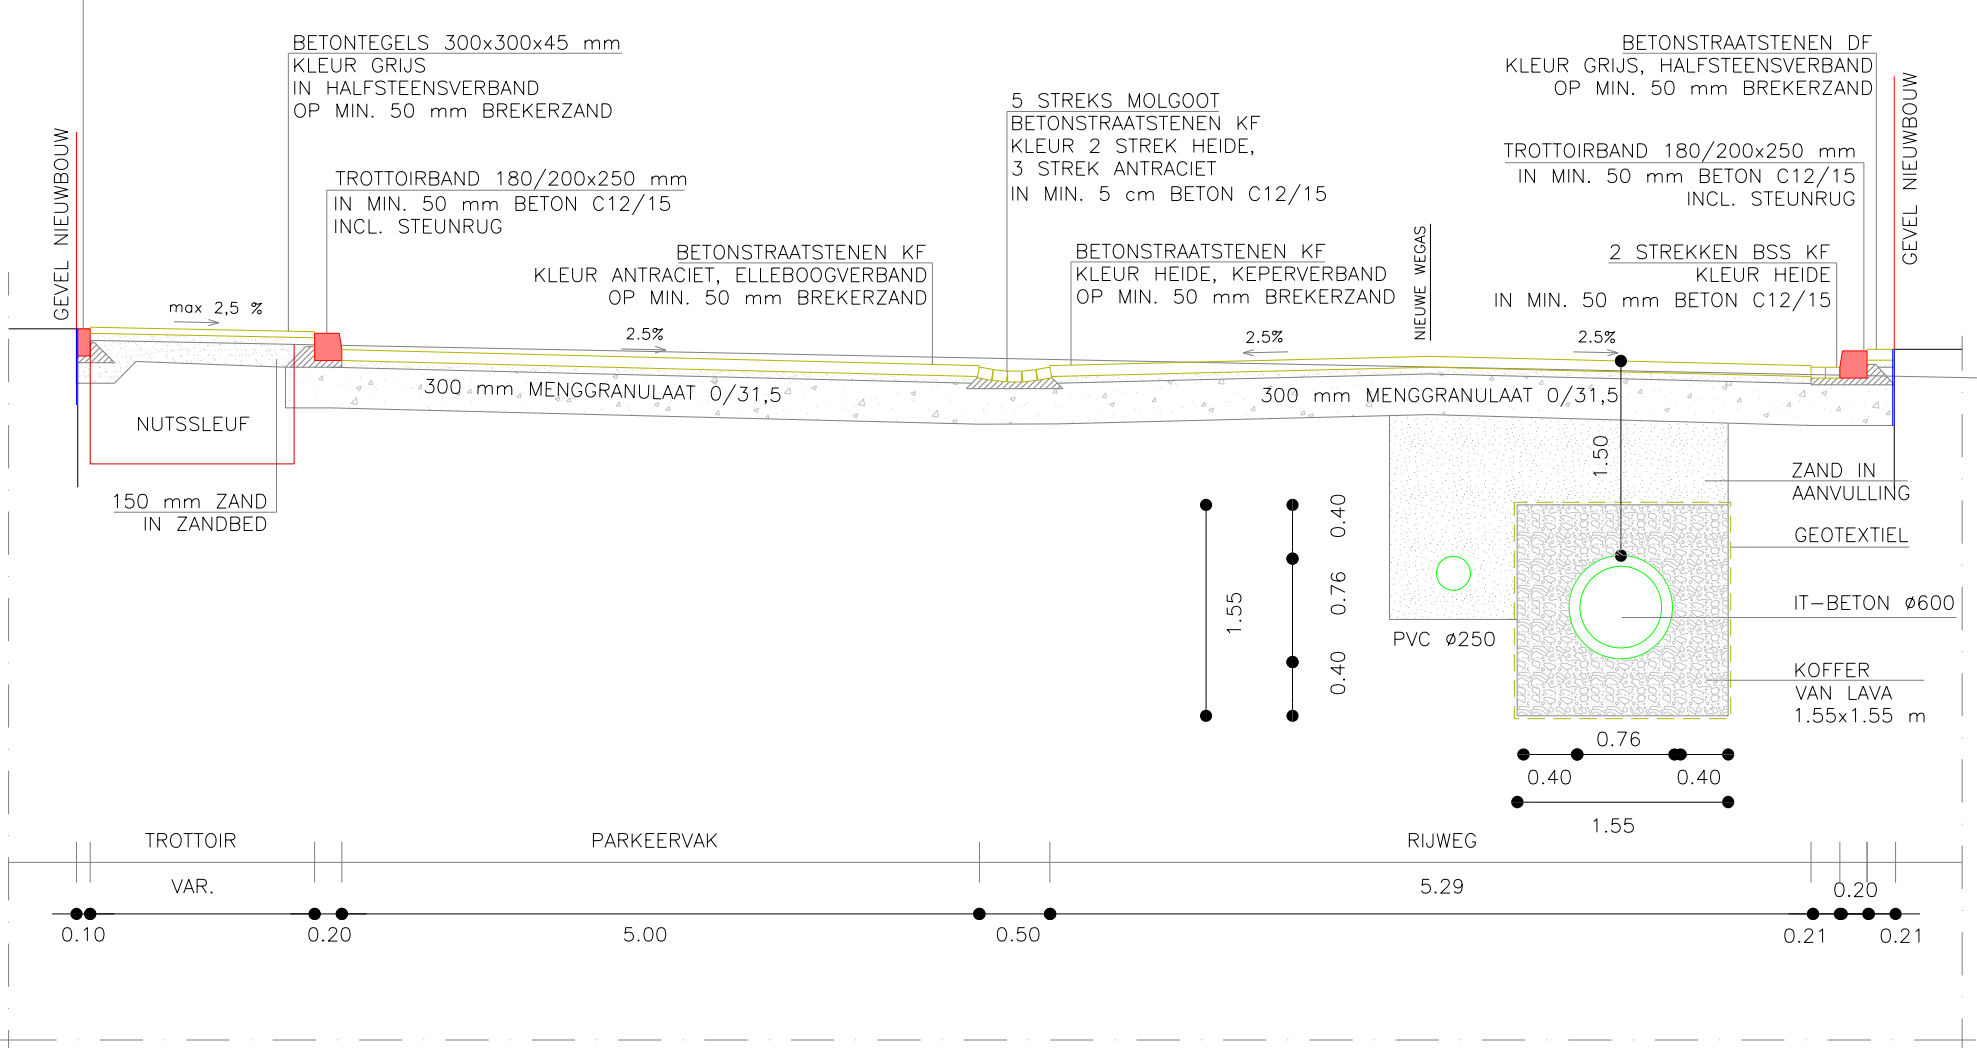 BETONTEGELS 300x300x45 mm
KLEUR GRIJS
IN HALFSTEENSVERBAND
OP MIN. 50 mm BREKERZAND
BETONSTRAATSTENEN DF
KLEUR GRIJS, HALFSTEENSVERBAND
OP MIN. 50 mm BREKERZAND
5 STREKS MOLGOOT
BETONSTRAATSTENEN KF
KLEUR 2 STREK HEIDE,
3 STREK ANTRACIET
IN MIN. 5 cm BETON C12/15
GEVEL NIEUWBOUW
GEVEL NIEUWBOUW
TROTTOIRBAND 180/200x250 mm
IN MIN. 50 mm BETON C12/15
INCL. STEUNRUG
TROTTOIRBAND 180/200x250 mm
IN MIN. 50 mm BETON C12/15
INCL. STEUNRUG
BETONSTRAATSTENEN KF
KLEUR ANTRACIET, ELLEBOOGVERBAND
OP MIN. 50 mm BREKERZAND
BETONSTRAATSTENEN KF
KLEUR HEIDE, KEPERVERBAND
OP MIN. 50 mm BREKERZAND
NIEUWE WEGAS
2 STREKKEN BSS KF
KLEUR HEIDE
IN MIN. 50 mm BETON C12/15
max 2,5 %
2.5%
2.5%
2.5%
300 mm MENGGRANULAAT 0/31,5
300 mm MENGGRANULAAT 0/31,5
NUTSSLEUF
150 mm ZAND
IN ZANDBED
1.50
ZAND IN
AANVULLING
GEOTEXTIEL
IT-BETON ø600
KOFFER
VAN LAVA
1.55x1.55 m
PVC ø250
1.55
0.40
0.76
0.40
0.76
0.40
0.40
1.55
TROTTOIR
PARKEERVAK
RIJWEG
VAR.
5.29
0.20
0.10
0.20
5.00
0.50
0.21
0.21